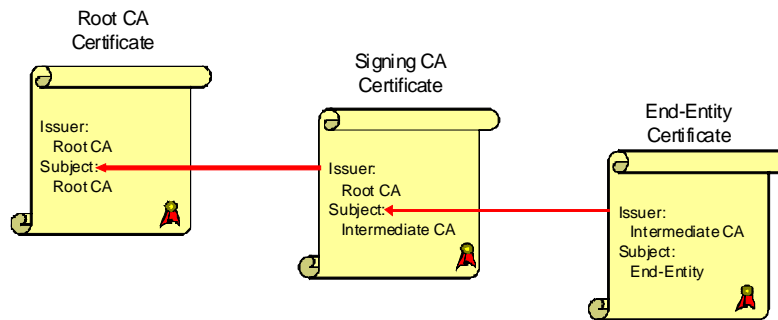 Root CA
Certificate
Issuer:
Root CA
Subject:
Root CA
Signing CA
Certificate
Issuer:
Root CA
Subject:
Intermediate CA
End-Entity
Certificate
Issuer:
Intermediate CA
Subject:
End-Entity